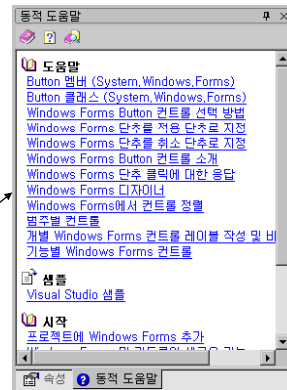 동적 도움말
도움말
Button 멤버 (System.Windows.Forms)
Button 클래스 (System.Windows.Forms)
Windows Forms Button 컨트롤 선택 방법
Windows Forms 단추를 적용 단추로 지정
Windows Forms 단추를 취소 단추로 지정
Windows Forms Button 컨트롤 소개
Windows Forms 단추 클릭에 대한 응답
Windows Forms 디자이너
Windows Forms에서 컨트롤 정렬
범주별 컨트롤
개별 Windows Forms 컨트롤 레이블 작성 및 비
기능별 Windows Forms 컨트롤
샘플
Visual Studio 샘플
시작
프로젝트에 Windows Forms 추가
속성
동적 도움말